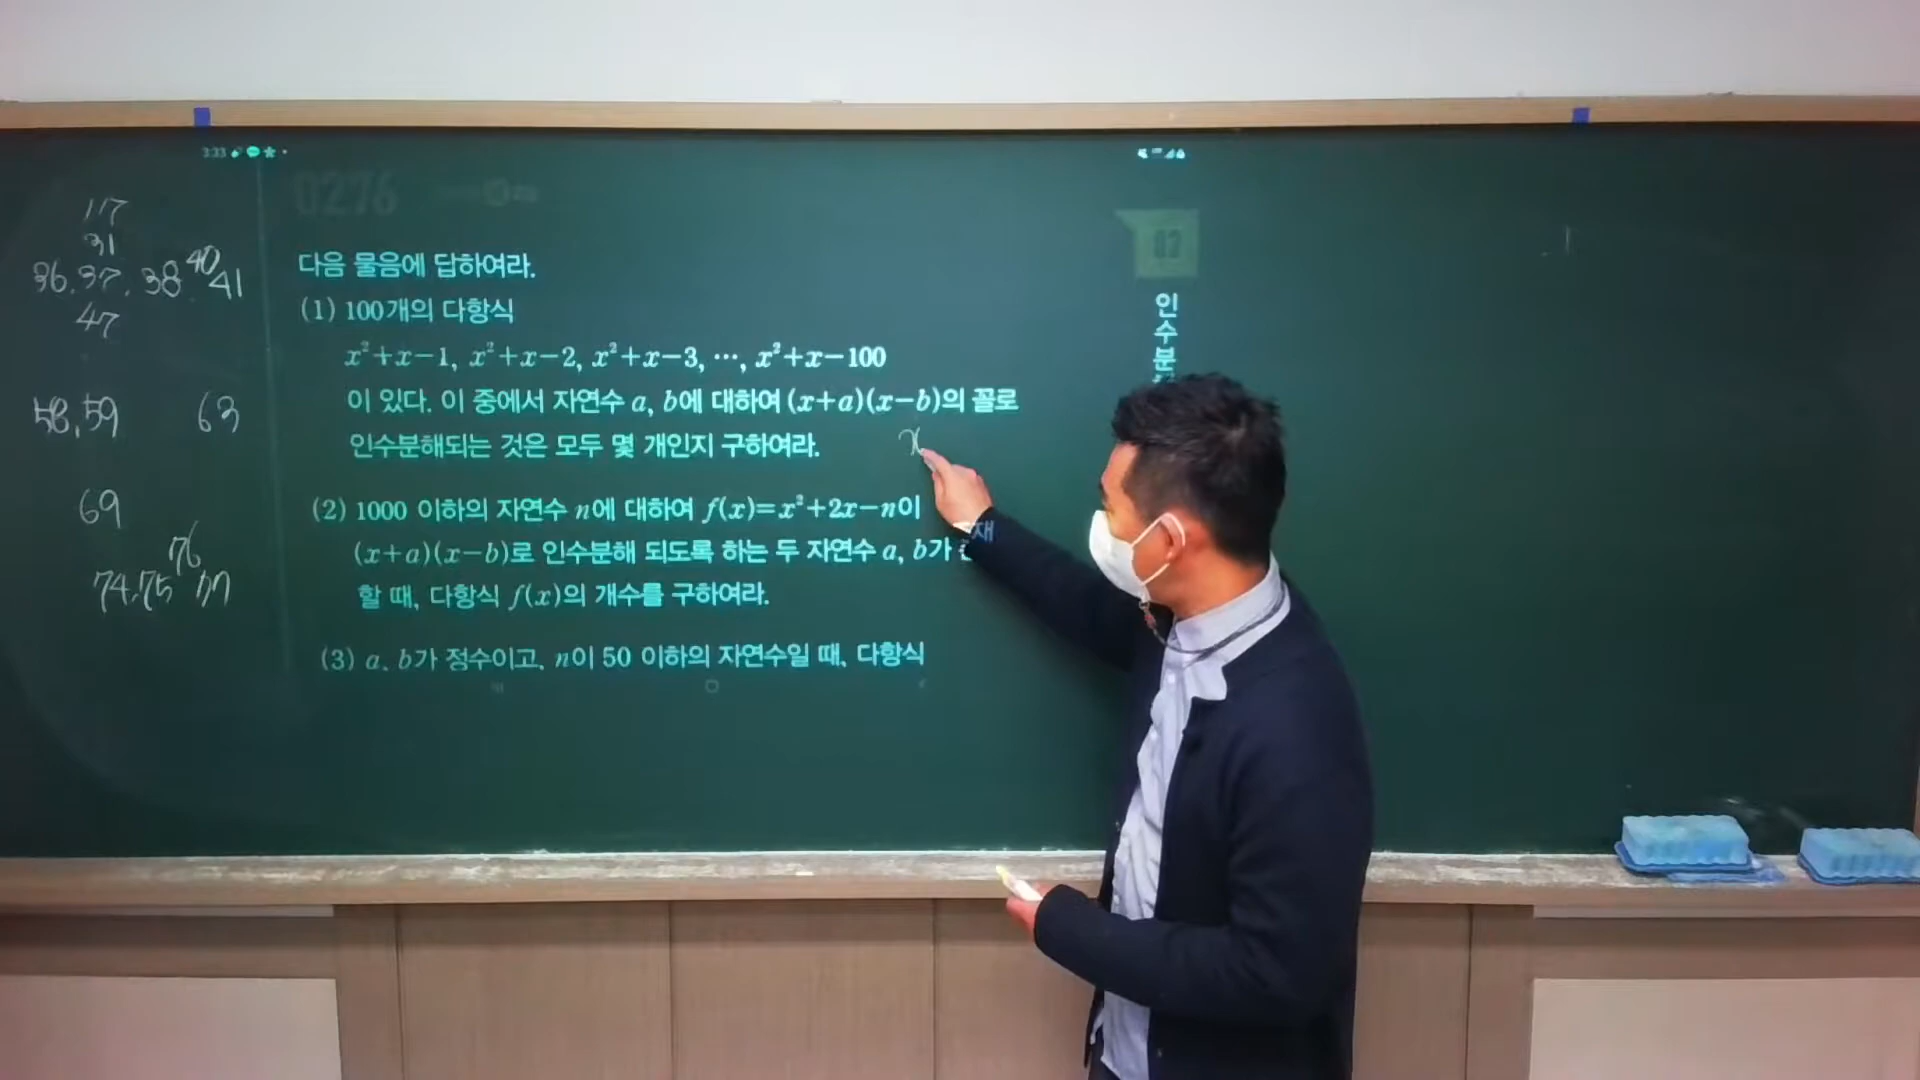 3:33
17
31
36.37.38 40 41
47
58,59 63
69
76
74.75 77
0276
다음 물음에 답하여라.
(1) 100개의 다항식
x²+x−1, x²+x−2, x²+x−3, ⋯, x²+x−100
이 있다. 이 중에서 자연수 a, b에 대하여 (x+a)(x−b)의 꼴로
인수분해되는 것은 모두 몇 개인지 구하여라.
x
(2) 1000 이하의 자연수 n에 대하여 f(x)=x²+2x−n이
(x+a)(x−b)로 인수분해 되도록 하는 두 자연수 a, b가
재
할 때, 다항식 f(x)의 개수를 구하여라.
(3) a, b가 정수이고, n이 50 이하의 자연수일 때, 다항식
02
인수분